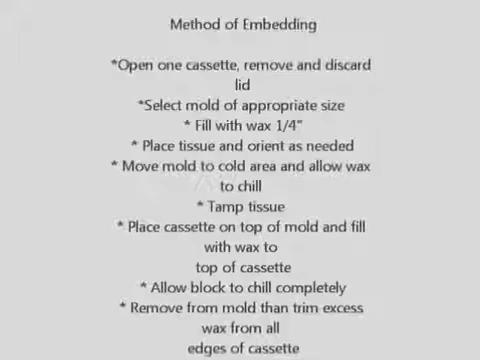 Method of Embedding
*Open one cassette, remove and discard
lid
*Select mold of appropriate size
* Fill with wax 1/4"
* Place tissue and orient as needed
* Move mold to cold area and allow wax
to chill
* Tamp tissue
* Place cassette on top of mold and fill
with wax to
top of cassette
* Allow block to chill completely
* Remove from mold than trim excess
wax from all
edges of cassette